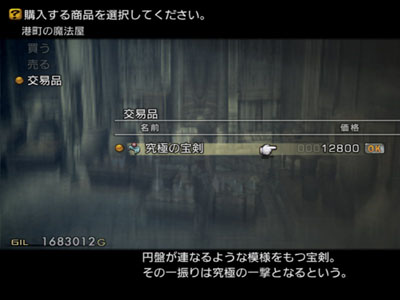 購入する商品を選択してください。
港町の魔法屋
買う
売る
交易品
交易品
名前 価格
究極の宝剣 00012800 OK
GIL 1683012G
円盤が連なるような模様をもつ宝剣。
その一振りは究極の一撃となるという。